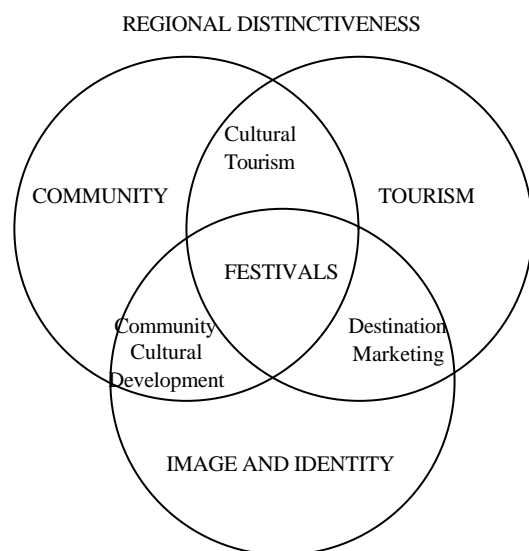 REGIONAL DISTINCTIVENESS
Cultural
Tourism
COMMUNITY
TOURISM
FESTIVALS
Community
Cultural
Development
Destination
Marketing
IMAGE AND IDENTITY